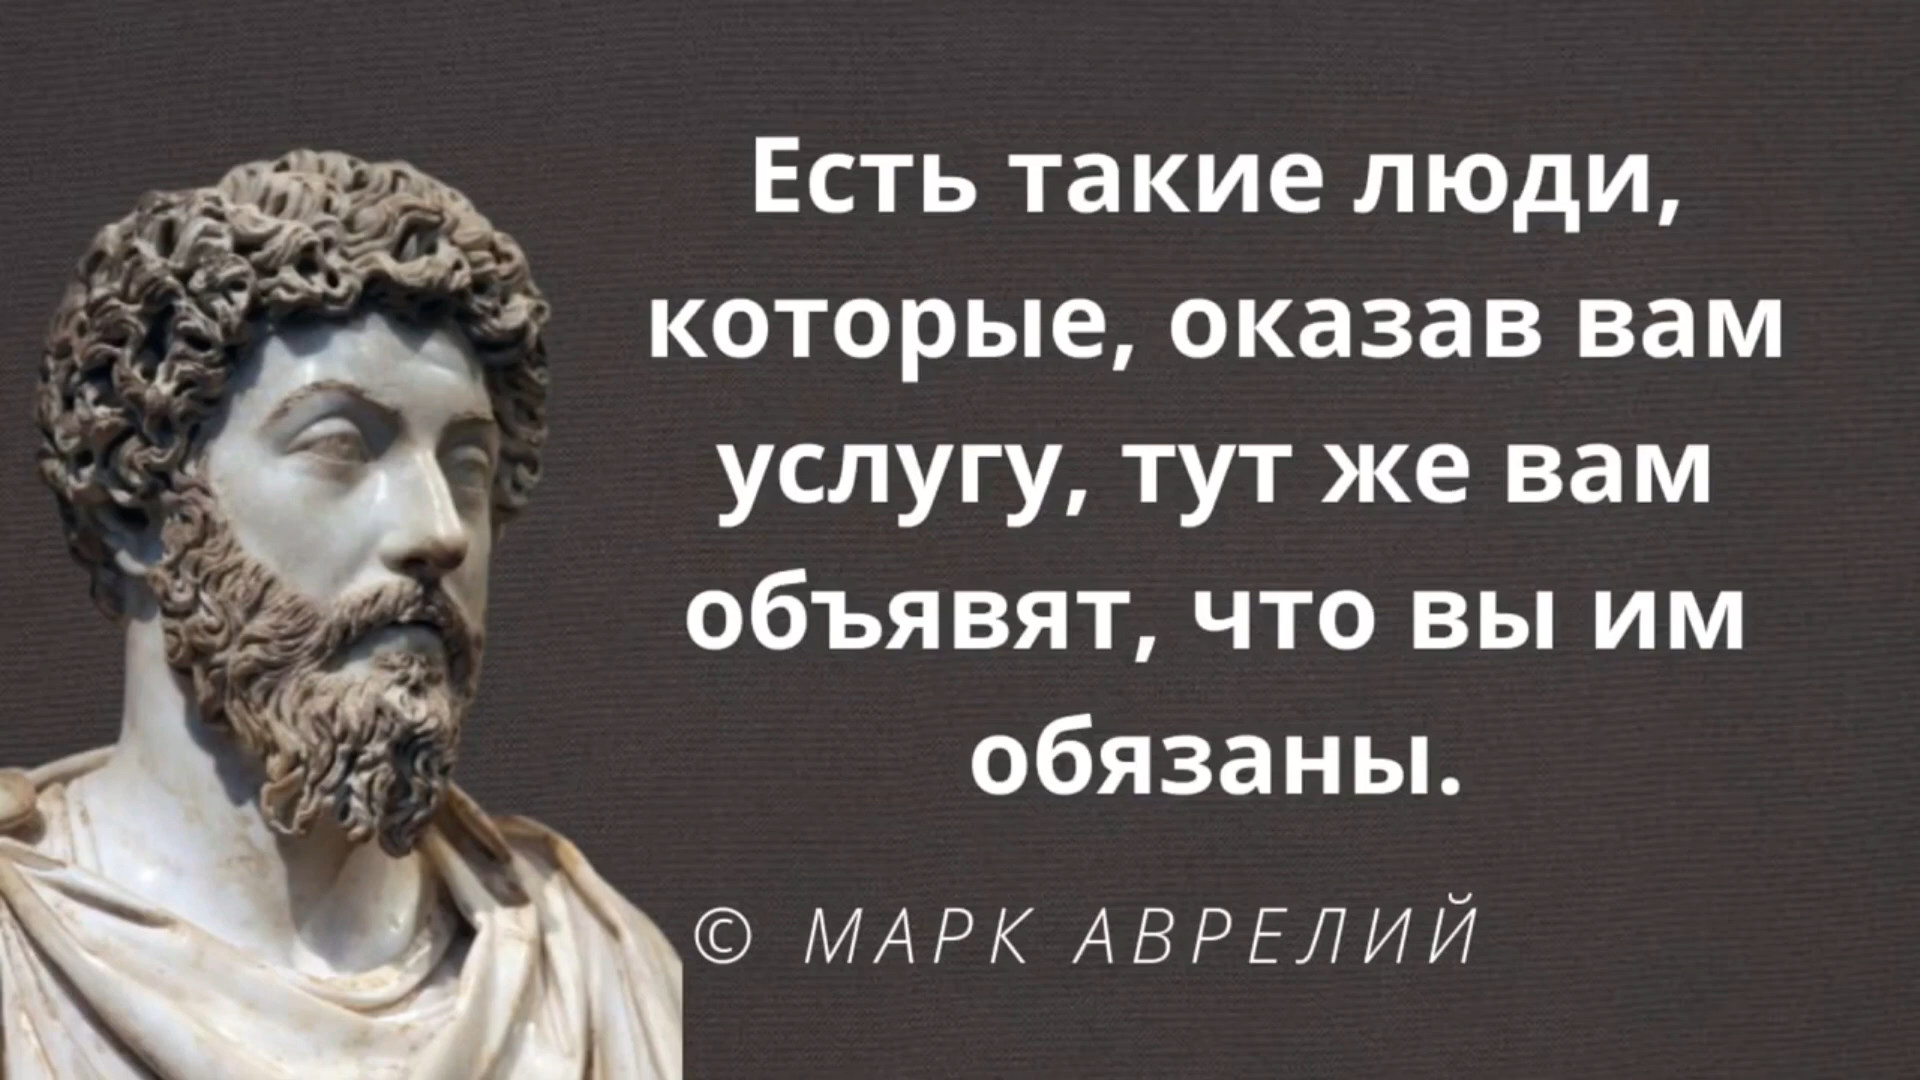 Есть такие люди,
которые, оказав вам
услугу, тут же вам
объявят, что вы им
обязаны.
© МАРК АВРЕЛИЙ